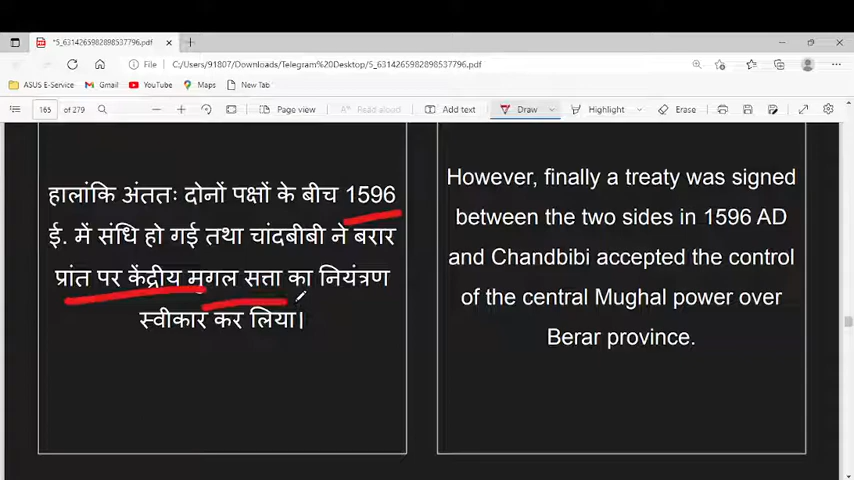 *5_6314265982898537796.pdf
File
C:/Users/91807/Downloads/Telegram%20Desktop/5_6314265982898537796.pdf
ASUS E-Service
Gmail
YouTube
Maps
New Tab
165 of 279
Page view
Read aloud
Add text
Draw
Highlight
Erase
हालांकि अंततः दोनों पक्षों के बीच 1596
ई. में संधि हो गई तथा चांदबीबी ने बरार
प्रांत पर केंद्रीय मुगल सत्ता का नियंत्रण
स्वीकार कर लिया।
However, finally a treaty was signed
between the two sides in 1596 AD
and Chandbibi accepted the control
of the central Mughal power over
Berar province.